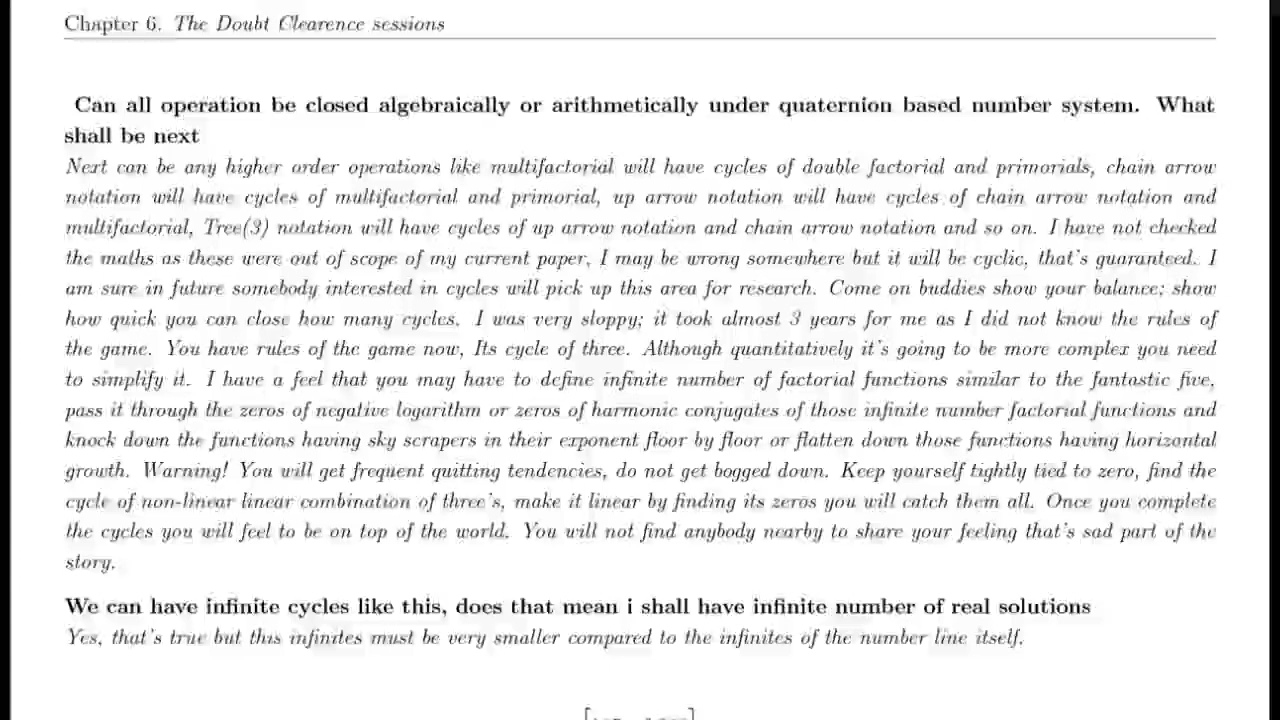 Chapter 6. The Doubt Clearence sessions
Can all operation be closed algebraically or arithmetically under quaternion based number system. What
shall be next
Next can be any higher order operations like multifactorial will have cycles of double factorial and primorials, chain arrow
notation will have cycles of multifactorial and primorial, up arrow notation will have cycles of chain arrow notation and
multifactorial, Tree(3) notation will have cycles of up arrow notation and chain arrow notation and so on. I have not checked
the maths as these were out of scope of my current paper, I may be wrong somewhere but it will be cyclic, that's guaranteed. I
am sure in future somebody interested in cycles will pick up this area for research. Come on buddies show your balance; show
how quick you can close how many cycles. I was very sloppy; it took almost 3 years for me as I did not know the rules of
the game. You have rules of the game now, Its cycle of three. Although quantitatively it's going to be more complex you need
to simplify it. I have a feel that you may have to define infinite number of factorial functions similar to the fantastic five,
pass it through the zeros of negative logarithm or zeros of harmonic conjugates of those infinite number factorial functions and
knock down the functions having sky scrapers in their exponent floor by floor or flatten down those functions having horizontal
growth. Warning! You will get frequent quitting tendencies, do not get bogged down. Keep yourself tightly tied to zero, find the
cycle of non-linear linear combination of three's, make it linear by finding its zeros you will catch them all. Once you complete
the cycles you will feel to be on top of the world. You will not find anybody nearby to share your feeling that's sad part of the
story.
We can have infinite cycles like this, does that mean i shall have infinite number of real solutions
Yes, that's true but this infinites must be very smaller compared to the infinites of the number line itself.